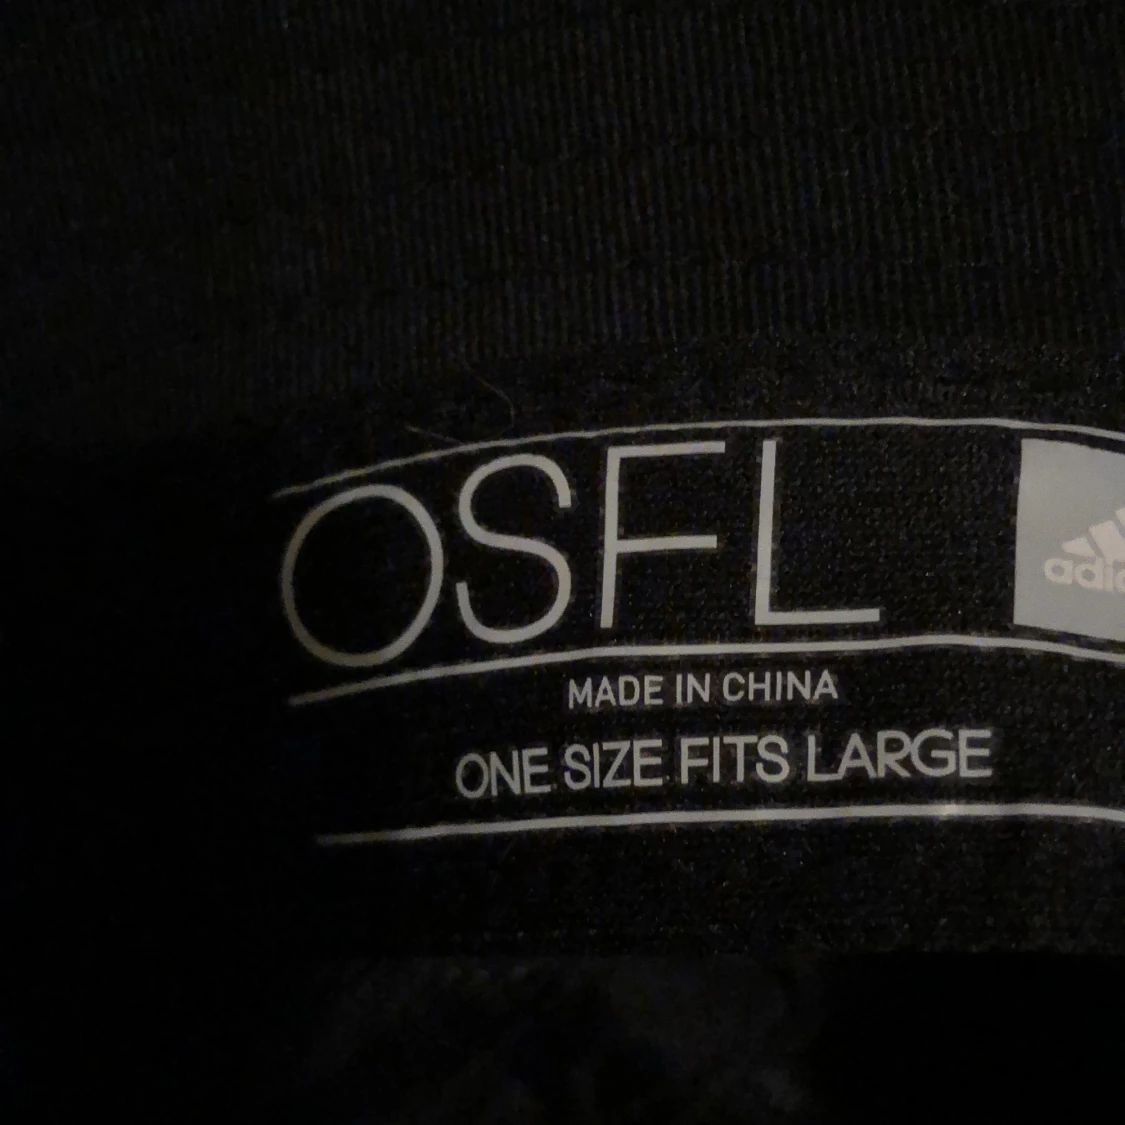 OSFL
MADE IN CHINA
ONE SIZE FITS LARGE